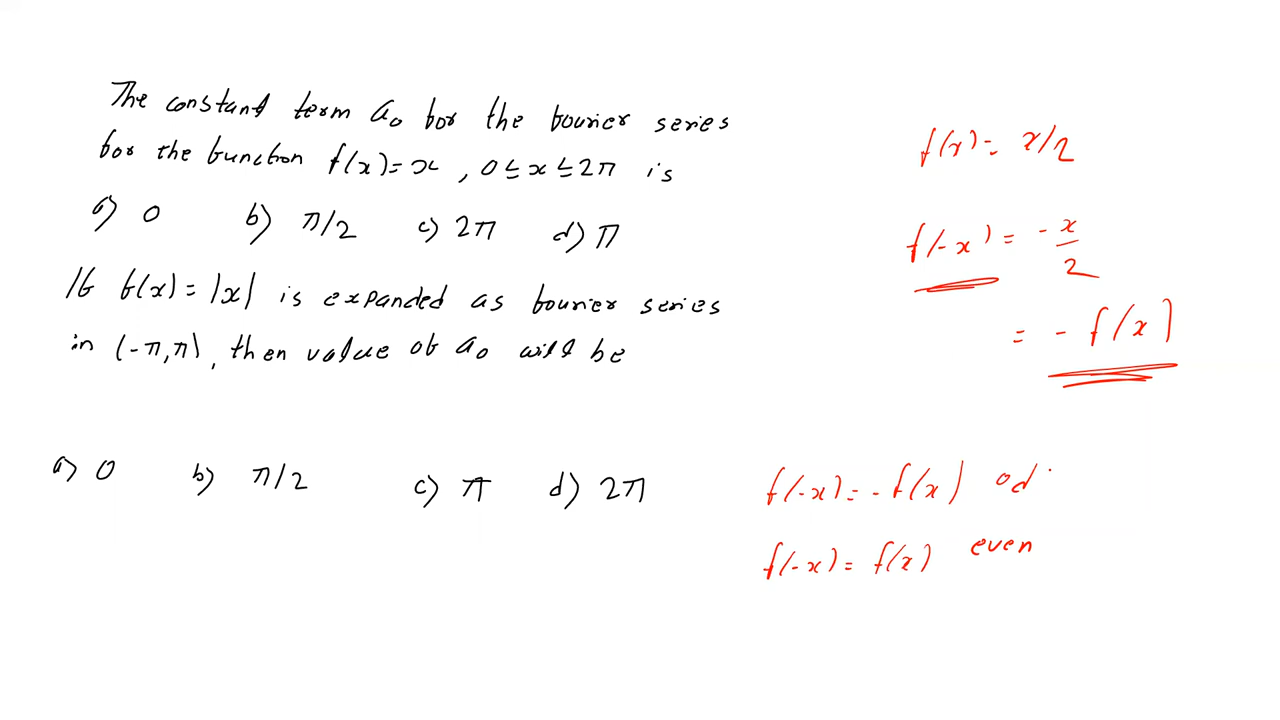 The constant term a₀ for the fourier series
for the function f(x) = x , 0 ≤ x ≤ 2π is
a) 0 b) π/2 c) 2π d) π
If f(x) = |x| is expanded as fourier series
in (-π,π), then value of a₀ will be
a) 0 b) π/2 c) π d) 2π
f(x) = x/2
f(-x) = -x/2
= - f(x)
f(-x) = - f(x) od
f(-x) = f(x) even